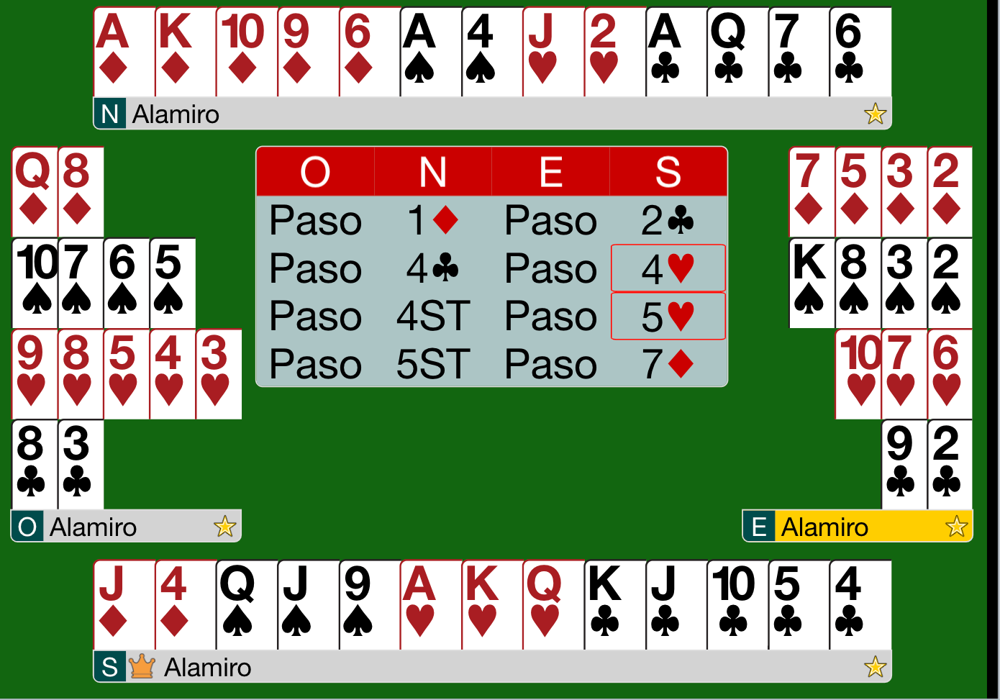 A♦ K♦ 10♦ 9♦ 6♦ A♠ 4♠ J♥ 2♥ A♣ Q♣ 7♣ 6♣
N Alamiro
Q♦ 8♦
10♠ 7♠ 6♠ 5♠
9♥ 8♥ 5♥ 4♥ 3♥
8♣ 3♣
O Alamiro
O N E S
Paso 1♦ Paso 2♣
Paso 4♣ Paso 4♥
Paso 4ST Paso 5♥
Paso 5ST Paso 7♦
7♦ 5♦ 3♦ 2♦
K♠ 8♠ 3♠ 2♠
10♥ 7♥ 6♥
9♣ 2♣
E Alamiro
J♦ 4♦ Q♠ J♠ 9♠ A♥ K♥ Q♥ K♣ J♣ 10♣ 5♣ 4♣
S Alamiro